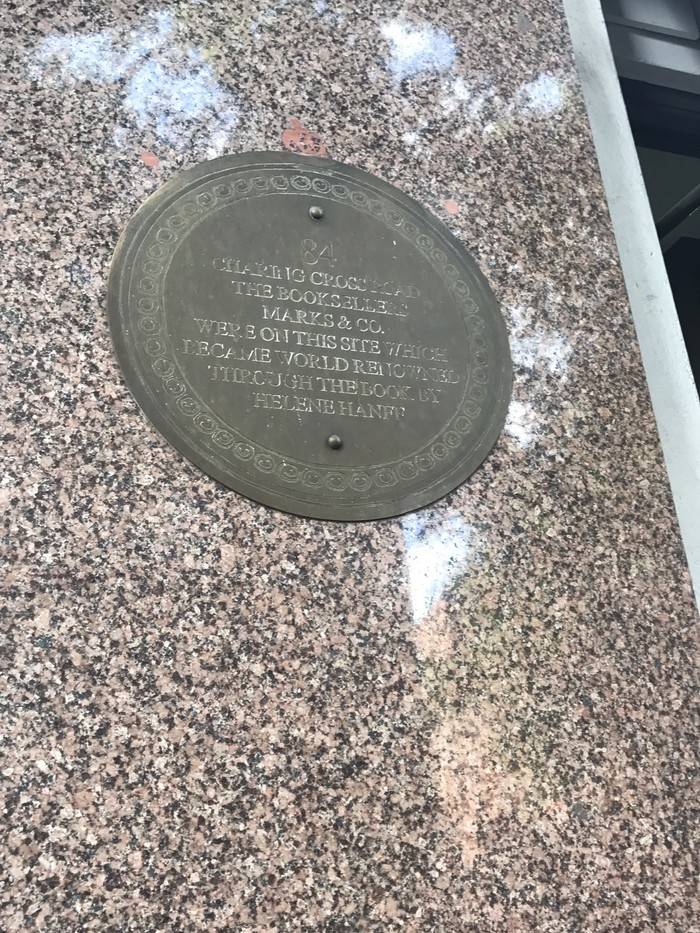 84
CHARING CROSS ROAD
THE BOOKSELLERS
MARKS & CO.
WERE ON THIS SITE WHICH
BECAME WORLD RENOWNED
THROUGH THE BOOK BY
HELENE HANFF